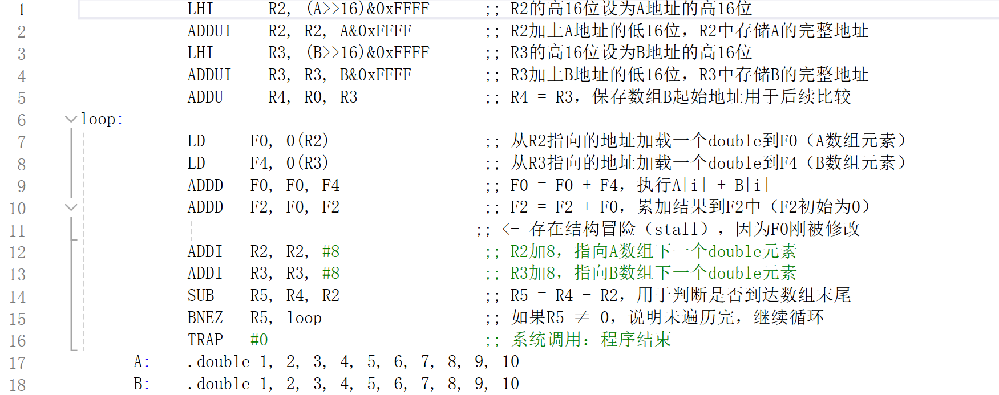 1 LHI R2, (A>>16)&0xFFFF ;; R2的高16位设为A地址的高16位
2 ADDUI R2, R2, A&0xFFFF ;; R2加上A地址的低16位，R2中存储A的完整地址
3 LHI R3, (B>>16)&0xFFFF ;; R3的高16位设为B地址的高16位
4 ADDUI R3, R3, B&0xFFFF ;; R3加上B地址的低16位，R3中存储B的完整地址
5 ADDU R4, R0, R3 ;; R4 = R3，保存数组B起始地址用于后续比较
6 loop:
7 LD F0, 0(R2) ;; 从R2指向的地址加载一个double到F0（A数组元素）
8 LD F4, 0(R3) ;; 从R3指向的地址加载一个double到F4（B数组元素）
9 ADDD F0, F0, F4 ;; F0 = F0 + F4，执行A[i] + B[i]
10 ADDD F2, F0, F2 ;; F2 = F2 + F0，累加结果到F2中（F2初始为0）
11 ;; <- 存在结构冒险（stall），因为F0刚被修改
12 ADDI R2, R2, #8 ;; R2加8，指向A数组下一个double元素
13 ADDI R3, R3, #8 ;; R3加8，指向B数组下一个double元素
14 SUB R5, R4, R2 ;; R5 = R4 - R2，用于判断是否到达数组末尾
15 BNEZ R5, loop ;; 如果R5 ≠ 0，说明未遍历完，继续循环
16 TRAP #0 ;; 系统调用：程序结束
17 A: .double 1, 2, 3, 4, 5, 6, 7, 8, 9, 10
18 B: .double 1, 2, 3, 4, 5, 6, 7, 8, 9, 10